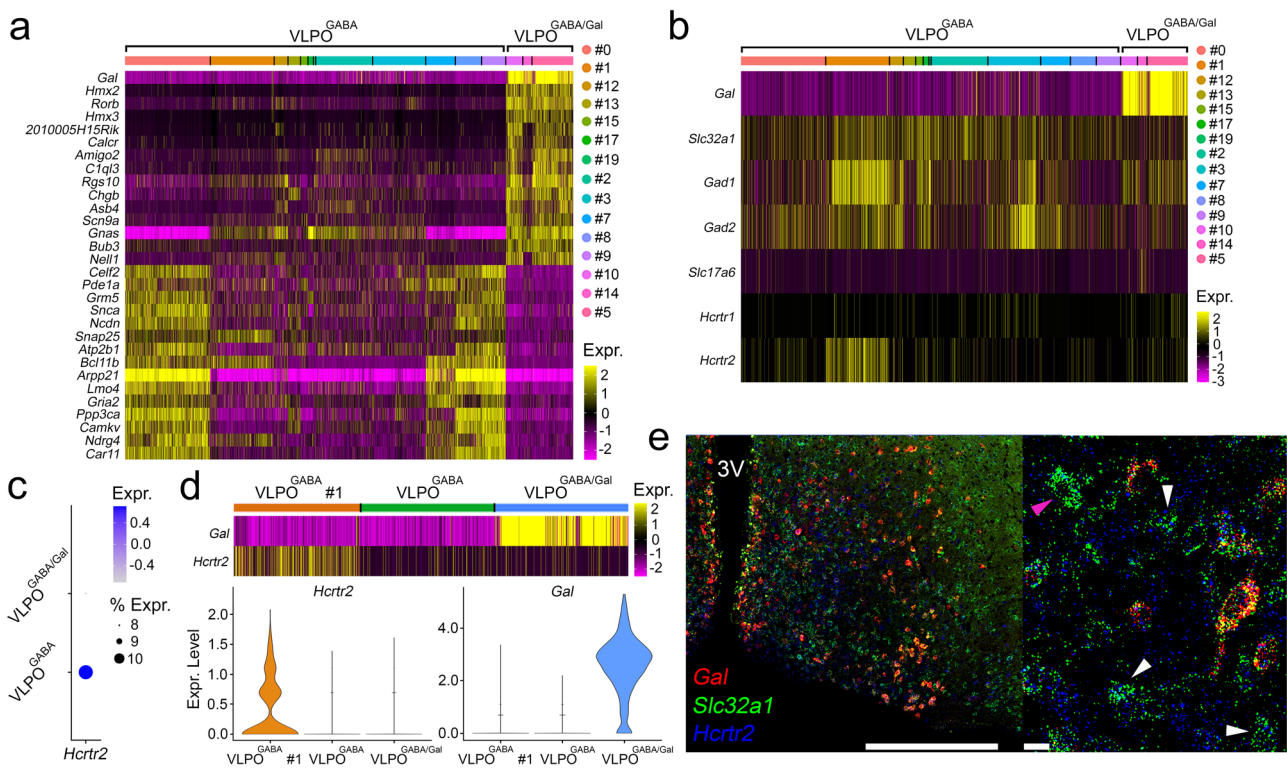 a
VLPO GABA
VLPO GABA/Gal
#0
#1
#12
#13
#15
#17
#19
#2
#3
#7
#8
#9
#10
#14
#5
Gal
Hmx2
Rorb
Hmx3
2010005H15Rik
Calcr
Amigo2
C1ql3
Rgs10
Chgb
Asb4
Scn9a
Gnas
Bub3
Nell1
Celf2
Pde1a
Grm5
Snca
Ncdn
Snap25
Atp2b1
Bcl11b
Arpp21
Lmo4
Gria2
Ppp3ca
Camkv
Ndrg4
Car11
Expr.
2
1
0
-1
-2
b
VLPO GABA
VLPO GABA/Gal
#0
#1
#12
#13
#15
#17
#19
#2
#3
#7
#8
#9
#10
#14
#5
Gal
Slc32a1
Gad1
Gad2
Slc17a6
Hcrtr1
Hcrtr2
Expr.
2
1
0
-1
-2
-3
c
Expr.
0.4
0.0
-0.4
% Expr.
8
9
10
VLPO GABA/Gal
VLPO GABA
Hcrtr2
d
VLPO GABA #1
VLPO GABA
VLPO GABA/Gal
Expr.
2
1
0
-1
-2
Gal
Hcrtr2
Hcrtr2
Expr. Level
2.0
1.5
1.0
0.5
0.0
VLPO GABA #1
VLPO GABA
VLPO GABA/Gal
Gal
4.0
2.0
0.0
VLPO GABA #1
VLPO GABA
VLPO GABA/Gal
e
3V
Gal
Slc32a1
Hcrtr2